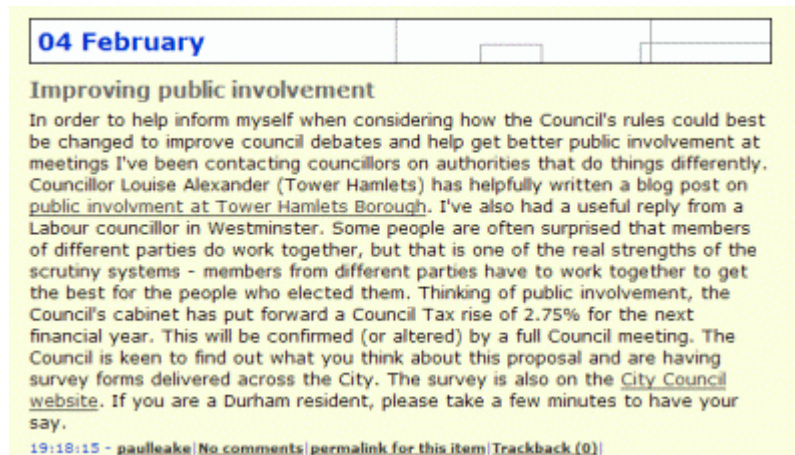 04 February
Improving public involvement
In order to help inform myself when considering how the Council's rules could best
be changed to improve council debates and help get better public involvement at
meetings I've been contacting councillors on authorities that do things differently.
Councillor Louise Alexander (Tower Hamlets) has helpfully written a blog post on
public involvment at Tower Hamlets Borough. I've also had a useful reply from a
Labour councillor in Westminster. Some people are often surprised that members
of different parties do work together, but that is one of the real strengths of the
scrutiny systems - members from different parties have to work together to get
the best for the people who elected them. Thinking of public involvement, the
Council's cabinet has put forward a Council Tax rise of 2.75% for the next
financial year. This will be confirmed (or altered) by a full Council meeting. The
Council is keen to find out what you think about this proposal and are having
survey forms delivered across the City. The survey is also on the City Council
website. If you are a Durham resident, please take a few minutes to have your
say.
19:18:15 - paulleake|No comments|permalink for this item|Trackback (0)|